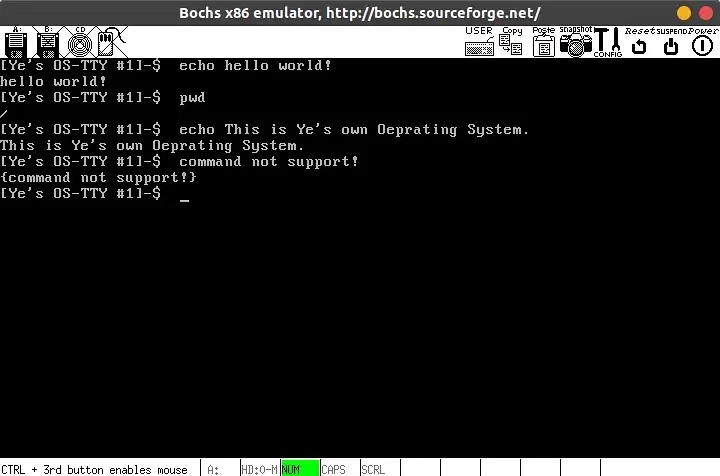 Bochs x86 emulator, http://bochs.sourceforge.net/
A: B: CD USER Copy Paste snapshot CONFIG Reset SUSPEND Power
[Ye's OS-TTY #1]-$  echo hello world!
hello world!
[Ye's OS-TTY #1]-$  pwd
/
[Ye's OS-TTY #1]-$  echo This is Ye's own Oeprating System.
This is Ye's own Oeprating System.
[Ye's OS-TTY #1]-$  command not support!
{command not support!}
[Ye's OS-TTY #1]-$  _
CTRL + 3rd button enables mouse A: HD:0-M NUM CAPS SCRL